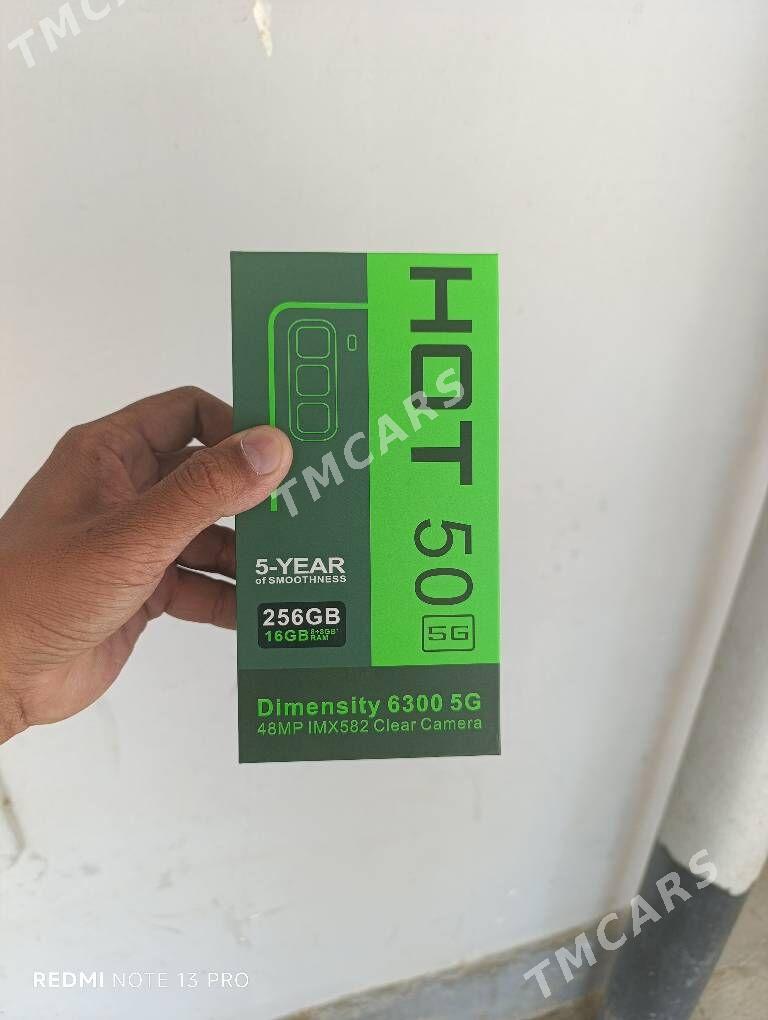 TMCARS
HOT 50
5G
TMCARS
5-YEAR
of SMOOTHNESS
256GB
16GB 8+8GB* RAM
Dimensity 6300 5G
48MP IMX582 Clear Camera
TMCARS
REDMI NOTE 13 PRO